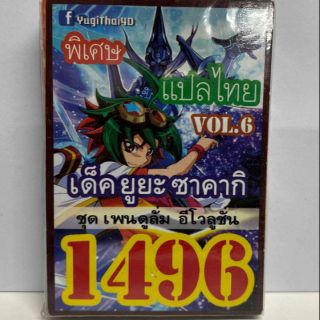 f YugiThai4D
พิเศษ
แปลไทย
VOL.6
เด็ค ยูยะ ซาคากิ
ชุด เพนดูลั่ม อีโวลูชั่น
1496